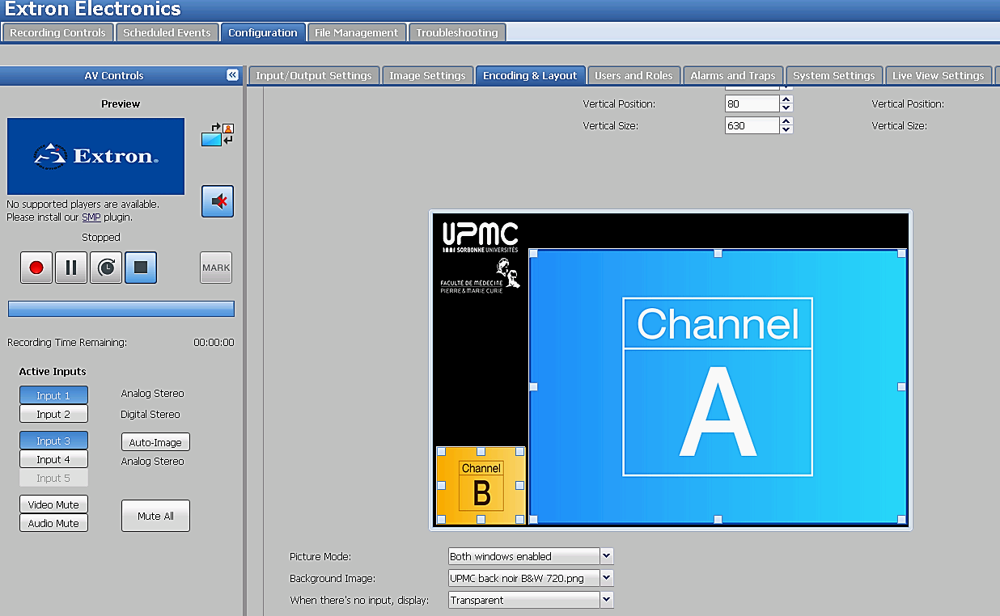 Extron Electronics
Recording Controls Scheduled Events Configuration File Management Troubleshooting
AV Controls «
Input/Output Settings Image Settings Encoding & Layout Users and Roles Alarms and Traps System Settings Live View Settings
Preview
Extron®
No supported players are available.
Please install our SMP plugin.
Stopped
MARK
Recording Time Remaining: 00:00:00
Active Inputs
Input 1 Analog Stereo
Input 2 Digital Stereo
Input 3 Auto-Image
Input 4 Analog Stereo
Input 5
Video Mute Mute All
Audio Mute
Vertical Position: 80 Vertical Position:
Vertical Size: 630 Vertical Size:
UPMC
SORBONNE UNIVERSITÉS
FACULTÉ DE MÉDECINE
PIERRE & MARIE CURIE
Channel
A
Channel
B
Picture Mode: Both windows enabled
Background Image: UPMC back noir B&W 720.png
When there's no input, display: Transparent